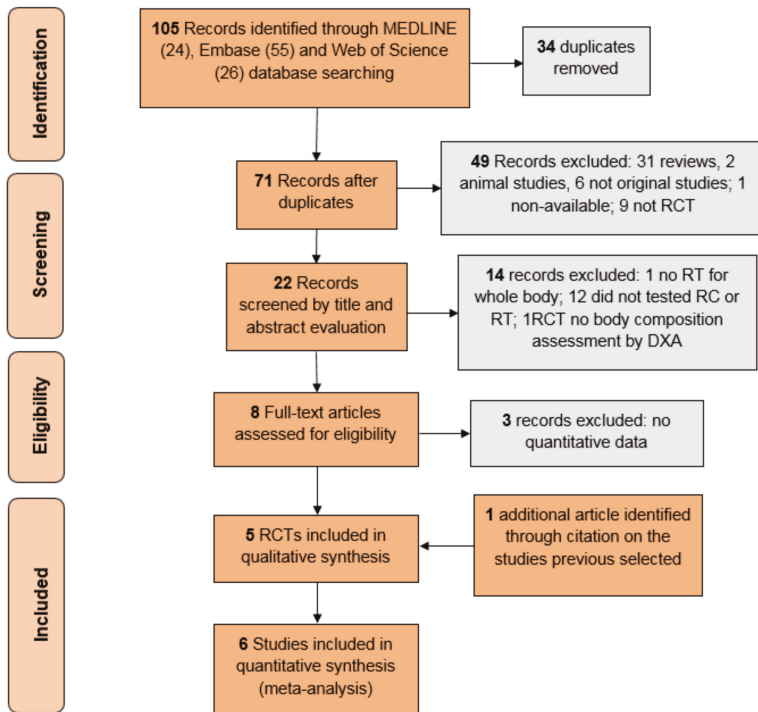 Identification
105 Records identified through MEDLINE
(24), Embase (55) and Web of Science
(26) database searching
34 duplicates
removed
Screening
71 Records after
duplicates
49 Records excluded: 31 reviews, 2
animal studies, 6 not original studies; 1
non-available; 9 not RCT
22 Records
screened by title and
abstract evaluation
14 records excluded: 1 no RT for
whole body; 12 did not tested RC or
RT; 1RCT no body composition
assessment by DXA
Eligibility
8 Full-text articles
assessed for eligibility
3 records excluded: no
quantitative data
Included
5 RCTs included in
qualitative synthesis
1 additional article identified
through citation on the
studies previous selected
6 Studies included in
quantitative synthesis
(meta-analysis)